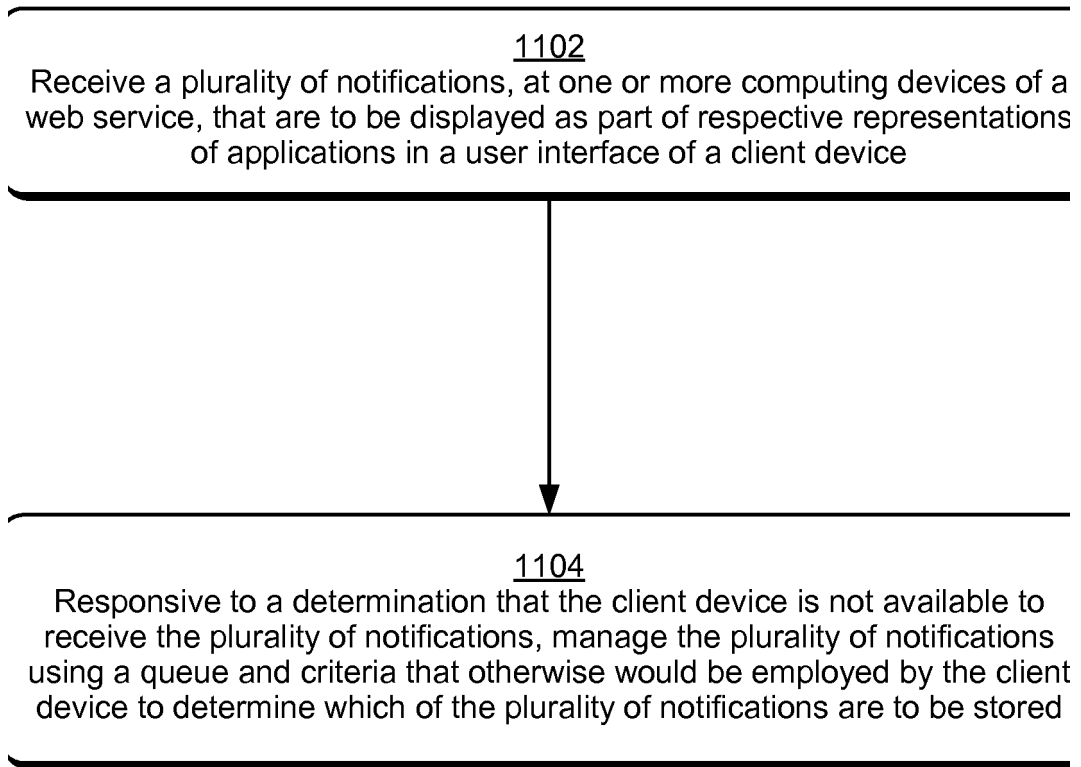 1102
Receive a plurality of notifications, at one or more computing devices of a
web service, that are to be displayed as part of respective representations
of applications in a user interface of a client device
1104
Responsive to a determination that the client device is not available to
receive the plurality of notifications, manage the plurality of notifications
using a queue and criteria that otherwise would be employed by the client
device to determine which of the plurality of notifications are to be stored